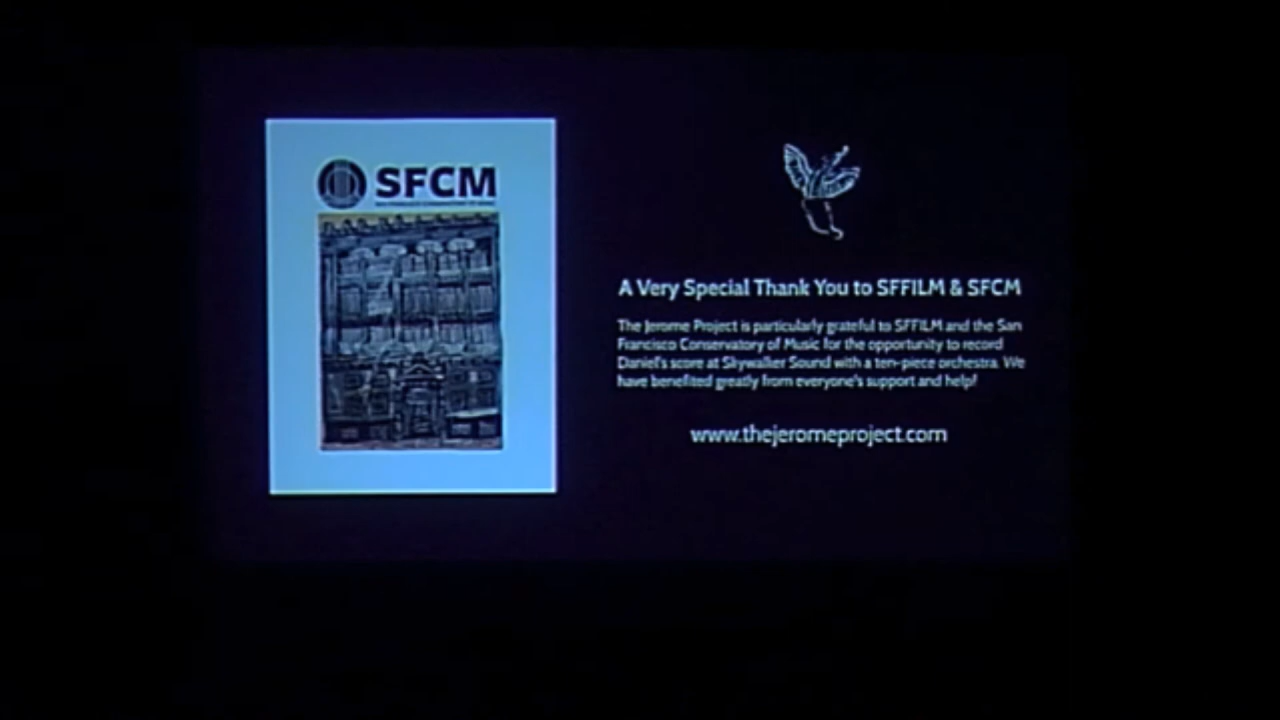 SFCM
A Very Special Thank You to SFFILM & SFCM
The Jerome Project is particularly grateful to SFFILM and the San
Francisco Conservatory of Music for the opportunity to record
Daniel's score at Skywalker Sound with a ten-piece orchestra. We
have benefited greatly from everyone's support and help!
www.thejeromeproject.com